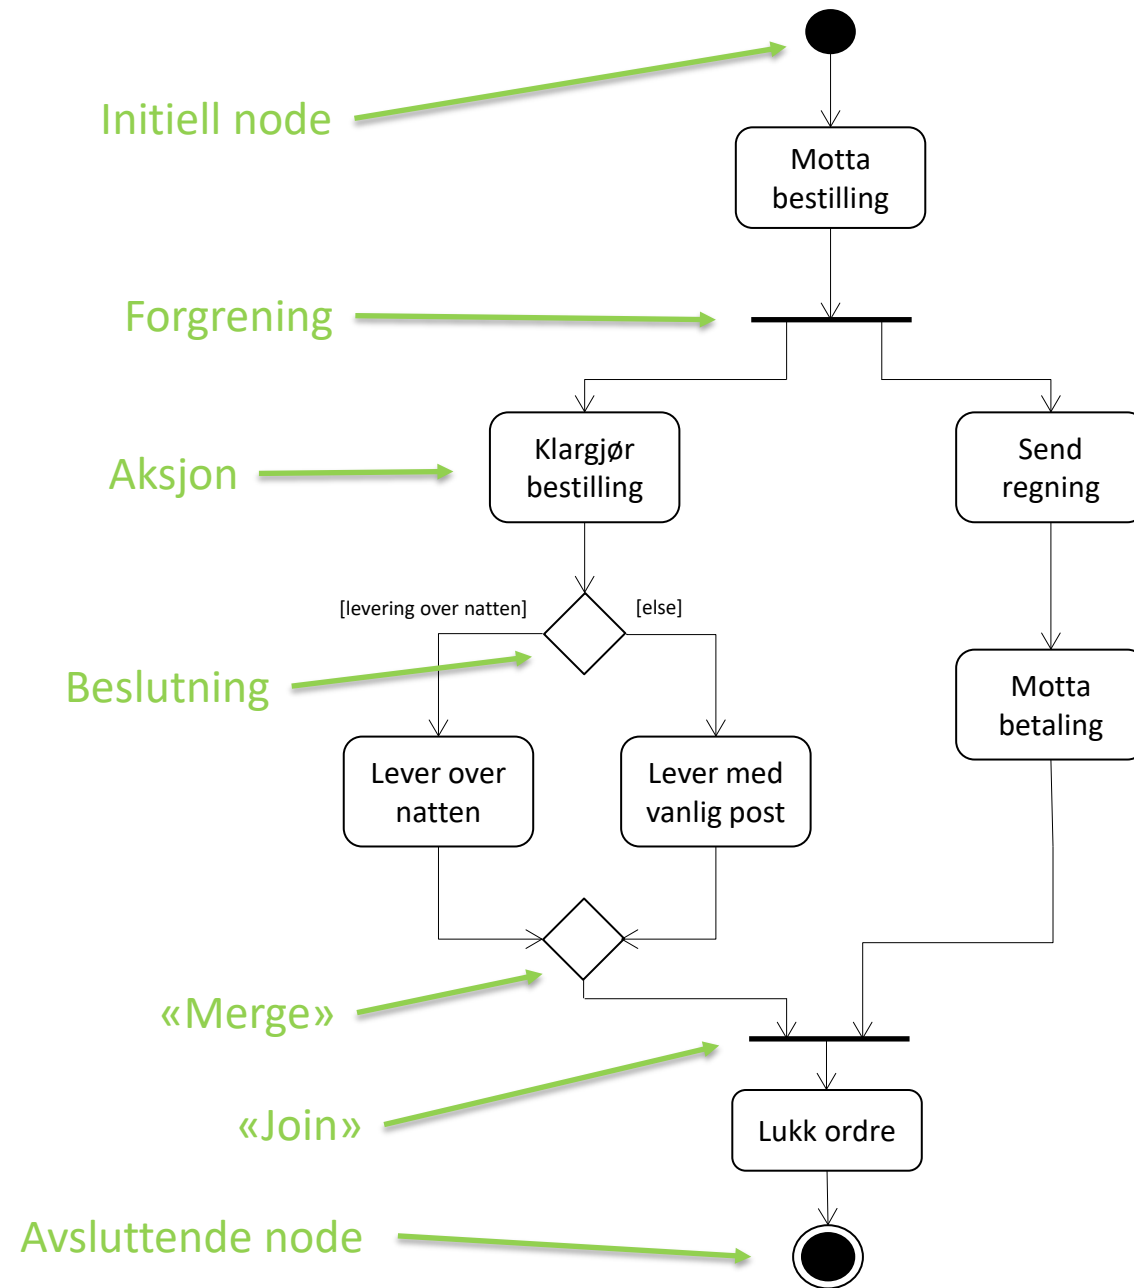 Initiell node
Motta
bestilling
Forgrening
Klargjør
bestilling
Send
regning
Aksjon
[levering over natten]
[else]
Beslutning
Motta
betaling
Lever over
natten
Lever med
vanlig post
«Merge»
«Join»
Lukk ordre
Avsluttende node